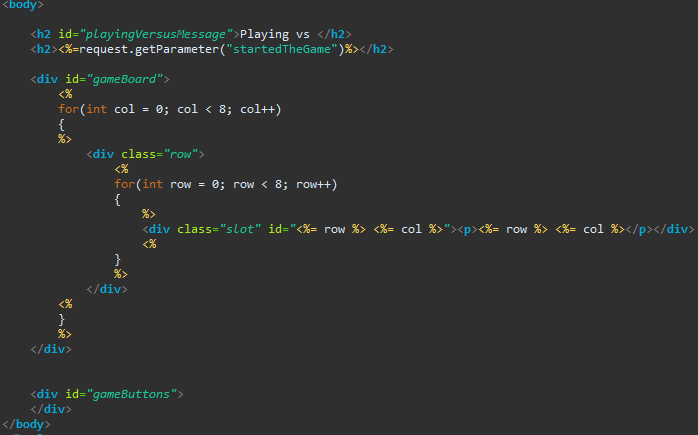 <body>
<h2 id="playingVersusMessage">Playing vs </h2>
<h2><%=request.getParameter("startedTheGame")%></h2>
<div id="gameBoard">
<%
for(int col = 0; col < 8; col++)
{
%>
<div class="row">
<%
for(int row = 0; row < 8; row++)
{
%>
<div class="slot" id="<%= row %> <%= col %>"><p><%= row %> <%= col %></p></div>
<%
}
%>
</div>
<%
}
%>
</div>
<div id="gameButtons">
</div>
</body>